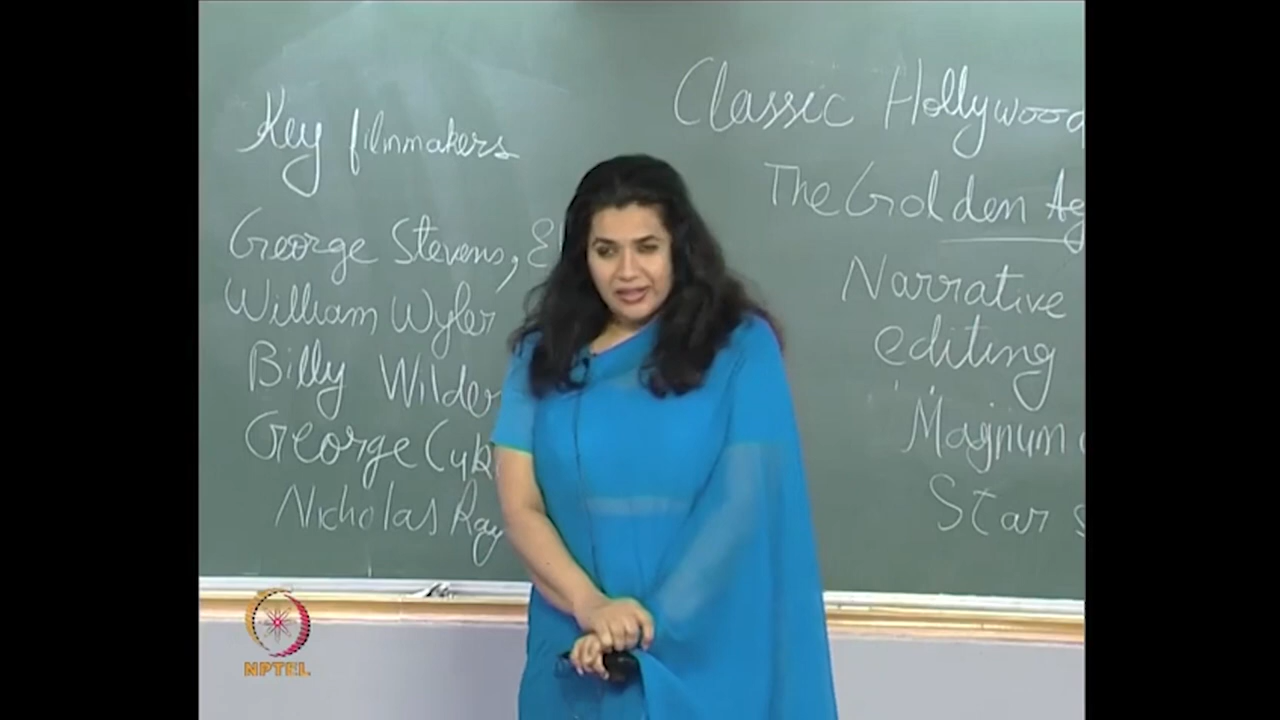 Key filmmakers
George Stevens,
William Wyler
Billy Wilder
George
Nicholas Ray
Classic Hollywood
The Golden
Narrative
editing
Magnum
Star
NPTEL